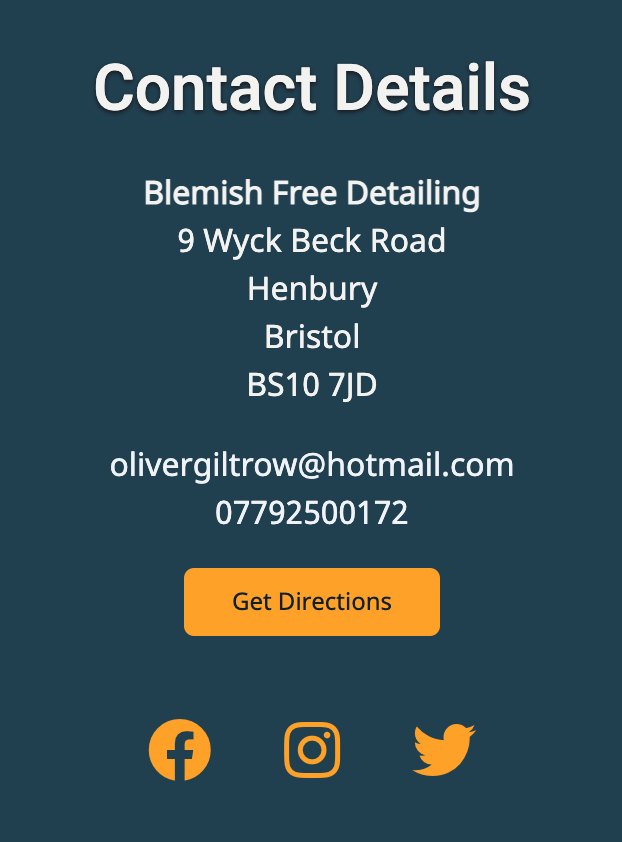 Contact Details
Blemish Free Detailing
9 Wyck Beck Road
Henbury
Bristol
BS10 7JD
olivergiltrow@hotmail.com
07792500172
Get Directions